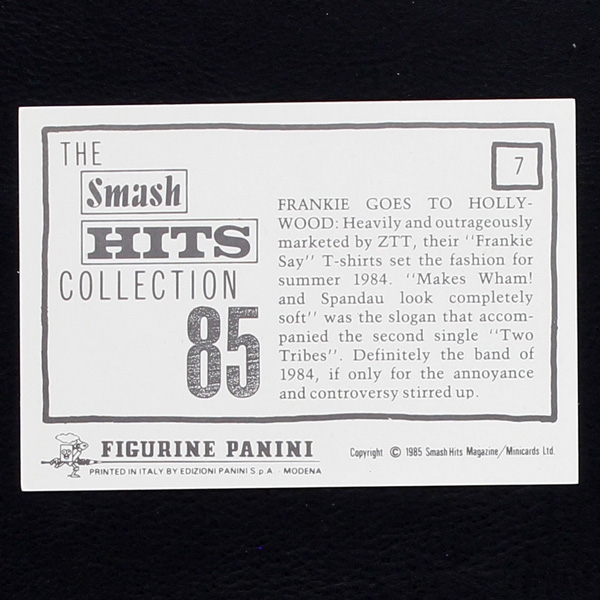 THE
Smash
HITS
COLLECTION
85
7
FRANKIE GOES TO HOLLY-
WOOD: Heavily and outrageously
marketed by ZTT, their "Frankie
Say" T-shirts set the fashion for
summer 1984. "Makes Wham!
and Spandau look completely
soft" was the slogan that accom-
panied the second single "Two
Tribes". Definitely the band of
1984, if only for the annoyance
and controversy stirred up.
FIGURINE PANINI
PRINTED IN ITALY BY EDIZIONI PANINI S.p.A. - MODENA
Copyright © 1985 Smash Hits Magazine/Minicards Ltd.